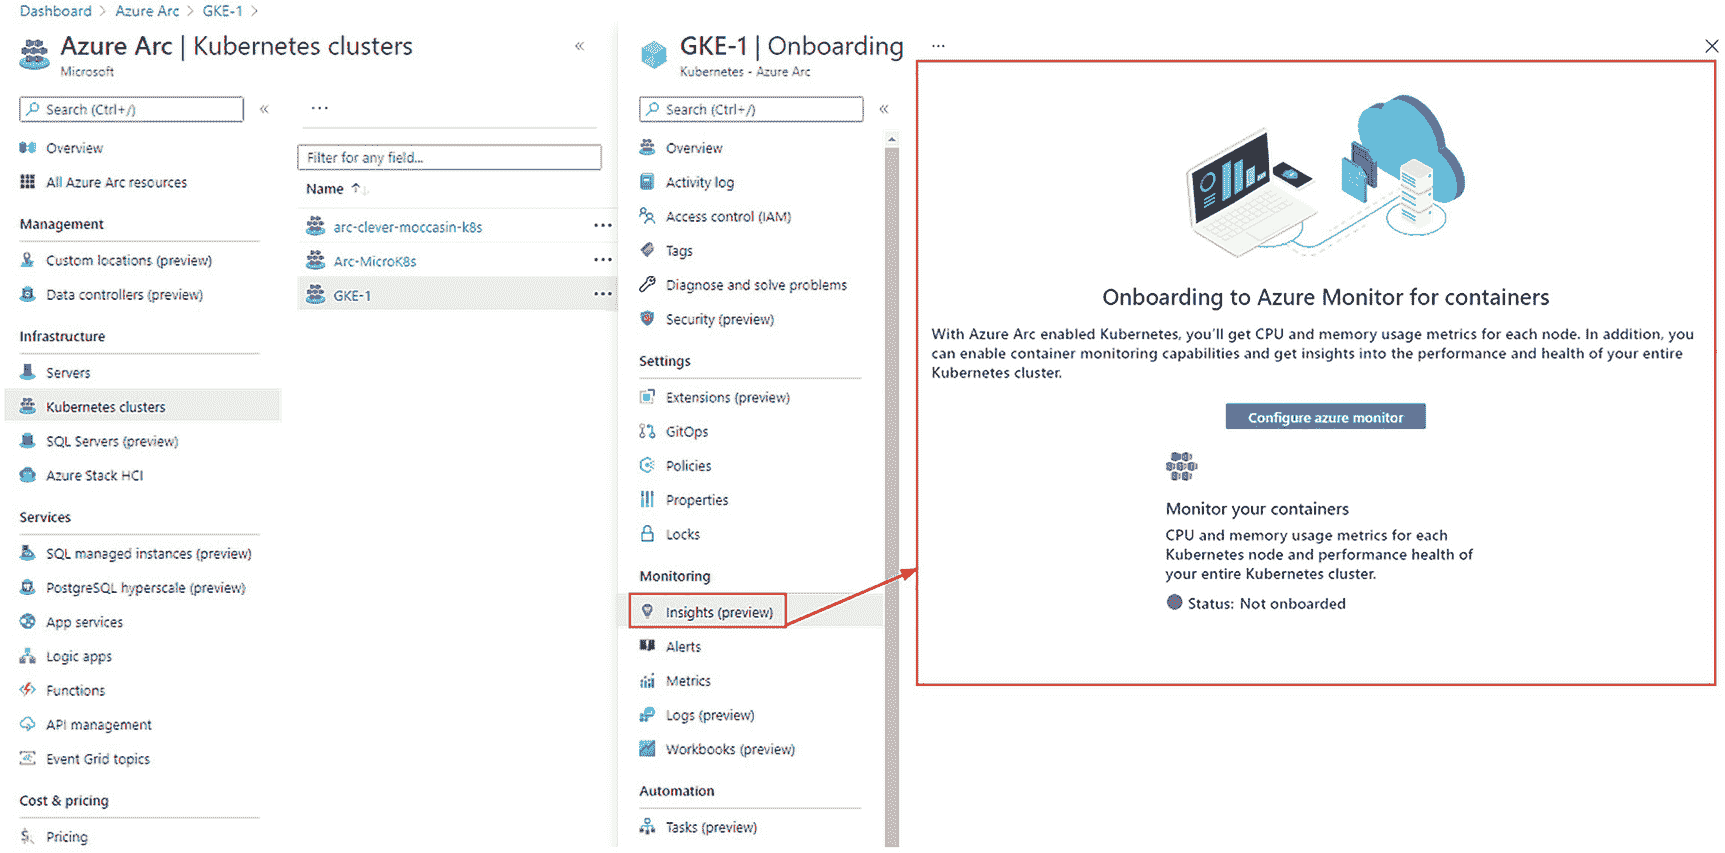 Dashboard > Azure Arc > GKE-1 >
Azure Arc | Kubernetes clusters
Microsoft
«
Search (Ctrl+/)
«
Overview
All Azure Arc resources
Management
Custom locations (preview)
Data controllers (preview)
Infrastructure
Servers
Kubernetes clusters
SQL Servers (preview)
Azure Stack HCI
Services
SQL managed instances (preview)
PostgreSQL hyperscale (preview)
App services
Logic apps
Functions
API management
Event Grid topics
Cost & pricing
Pricing
...
Filter for any field...
Name ↑↓
arc-clever-moccasin-k8s ...
Arc-MicroK8s ...
GKE-1 ...
GKE-1 | Onboarding ...
Kubernetes - Azure Arc
Search (Ctrl+/)
«
Overview
Activity log
Access control (IAM)
Tags
Diagnose and solve problems
Security (preview)
Settings
Extensions (preview)
GitOps
Policies
Properties
Locks
Monitoring
Insights (preview)
Alerts
Metrics
Logs (preview)
Workbooks (preview)
Automation
Tasks (preview)
Onboarding to Azure Monitor for containers
With Azure Arc enabled Kubernetes, you'll get CPU and memory usage metrics for each node. In addition, you
can enable container monitoring capabilities and get insights into the performance and health of your entire
Kubernetes cluster.
Configure azure monitor
Monitor your containers
CPU and memory usage metrics for each
Kubernetes node and performance health of
your entire Kubernetes cluster.
Status: Not onboarded